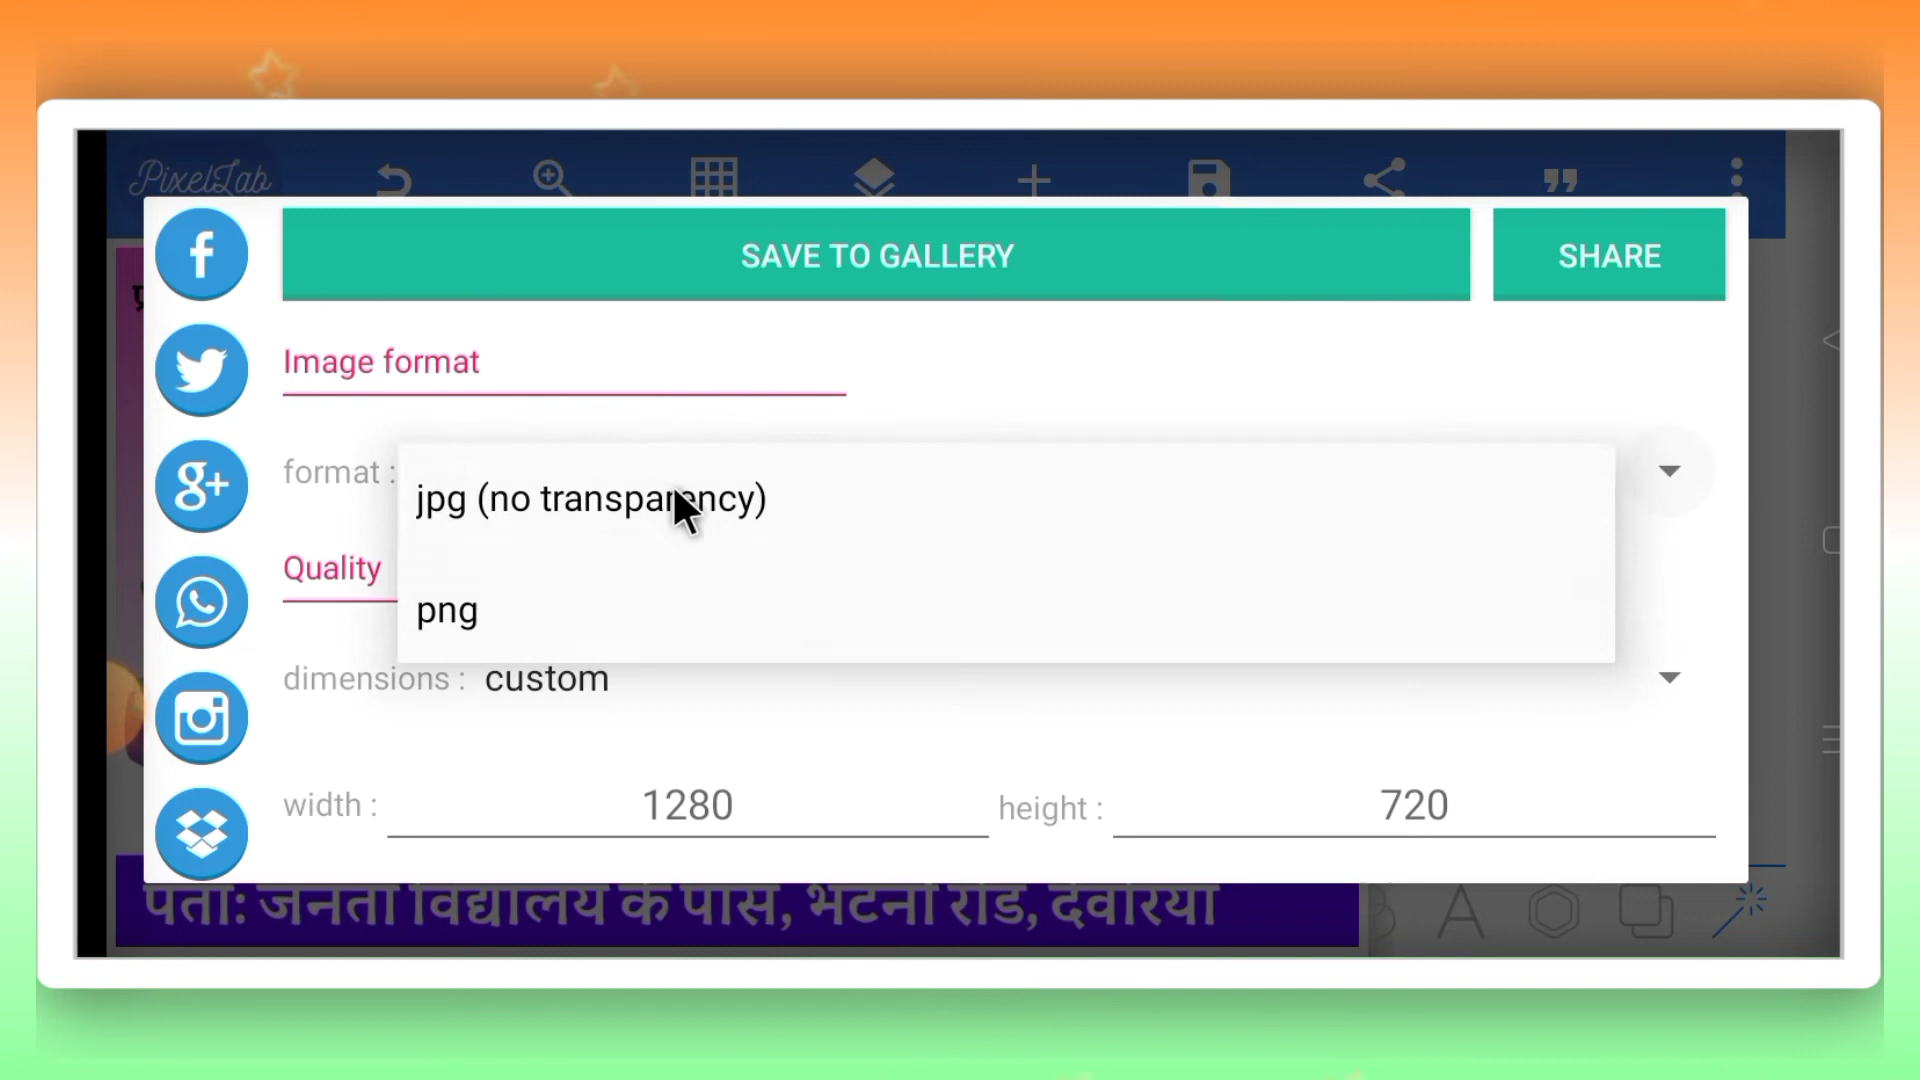 PixelLab
SAVE TO GALLERY
SHARE
Image format
format :
jpg (no transparency)
png
Quality
dimensions : custom
width : 1280 height : 720
पता: जनता विद्यालय के पास, भटनी रोड, देवरिया